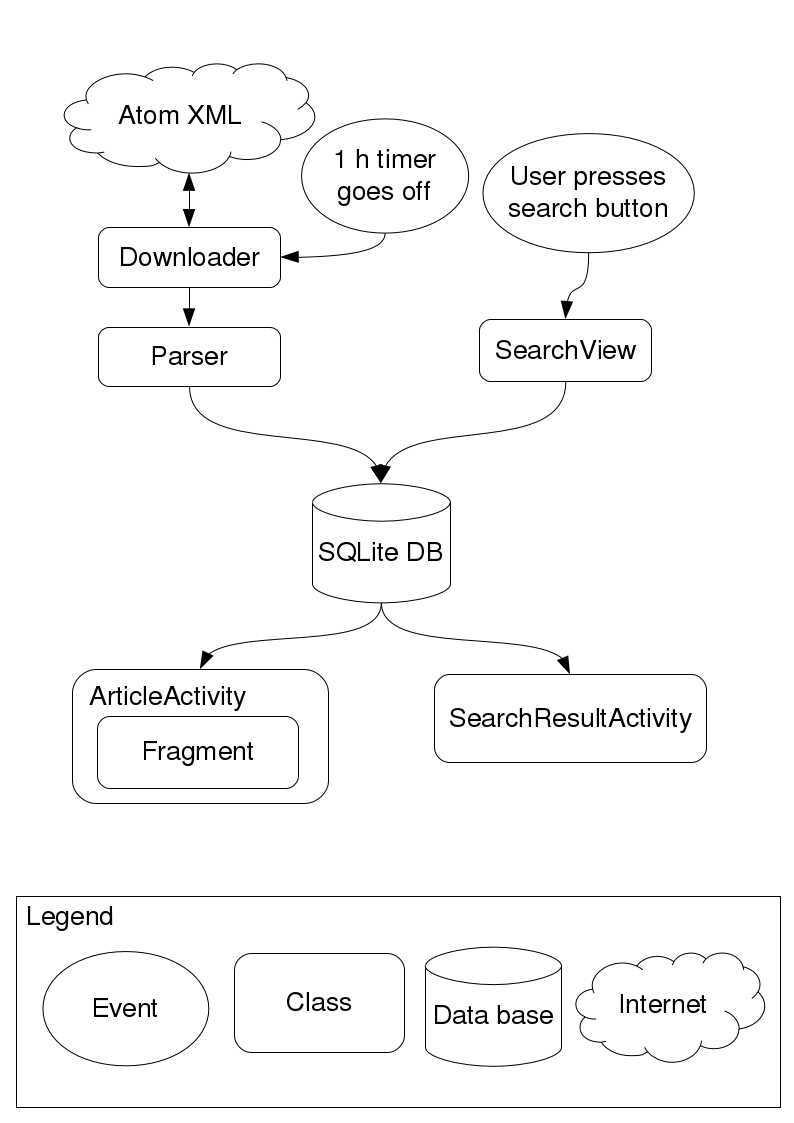 Atom XML
1 h timer
goes off
User presses
search button
Downloader
Parser
SearchView
SQLite DB
ArticleActivity
Fragment
SearchResultActivity
Legend
Event
Class
Data base
Internet